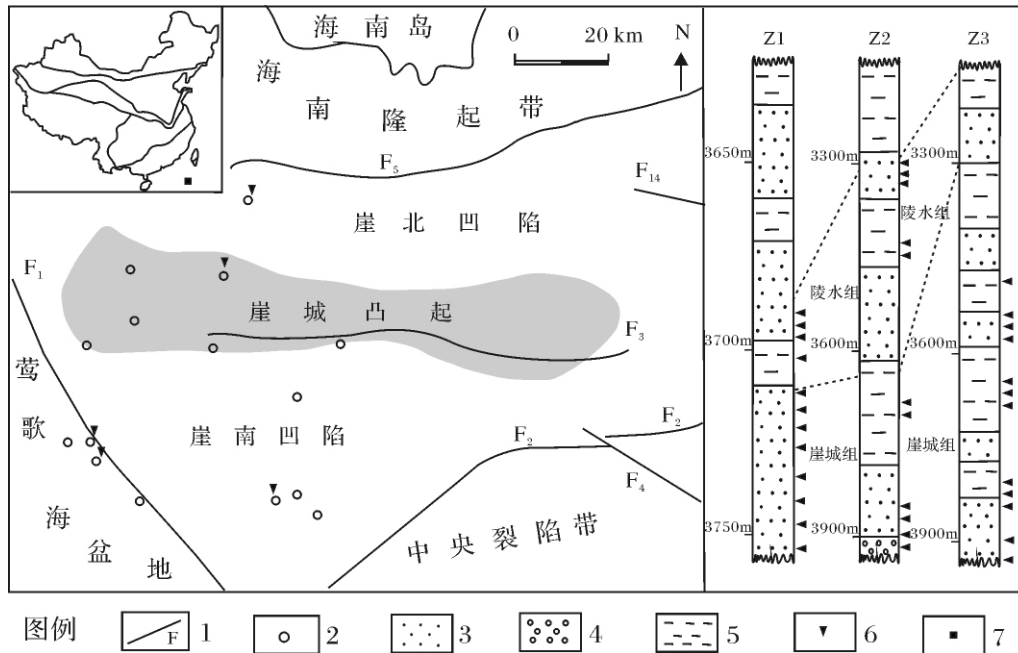 海南岛
0 20 km
N
海南隆起带
F5
F14
崖北凹陷
F1
崖城凸起
F3
莺歌海盆地
崖南凹陷
F2
F2
F4
中央裂陷带
Z1
Z2
Z3
3650m
3300m
3300m
陵水组
陵水组
3700m
3600m
3600m
崖城组
崖城组
3750m
3900m
3900m
图例 F 1 2 3 4 5 6 7